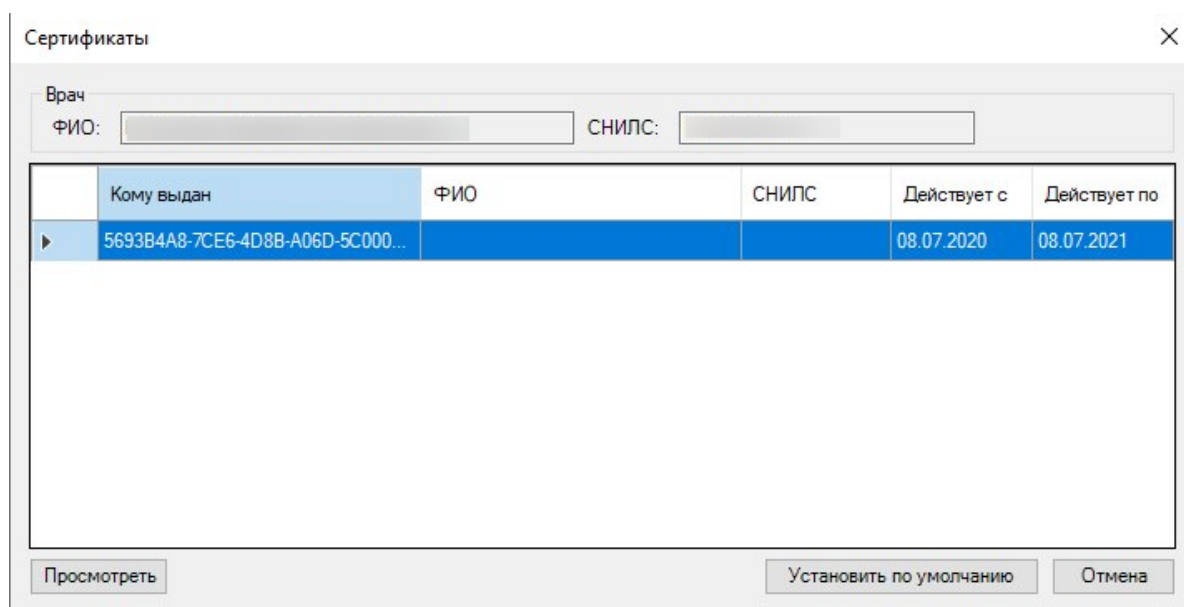 Сертификаты
Врач
ФИО: СНИЛС:
Кому выдан ФИО СНИЛС Действует с Действует по
5693B4A8-7CE6-4D8B-A06D-5C000... 08.07.2020 08.07.2021
Просмотреть Установить по умолчанию Отмена